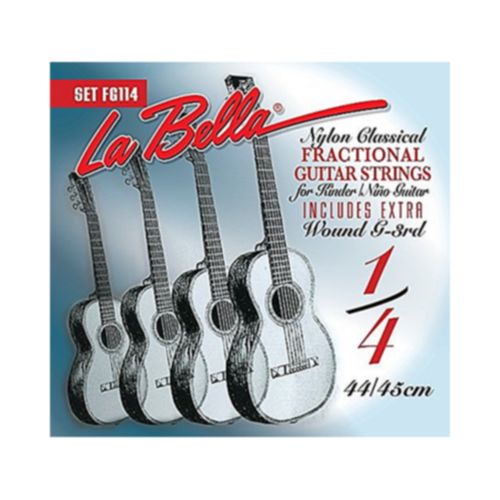 SET FG114
La Bella®
Nylon Classical
FRACTIONAL
GUITAR STRINGS
for Kinder/Niño Guitar
INCLUDES EXTRA
Wound G-3rd
1/4
44/45cm